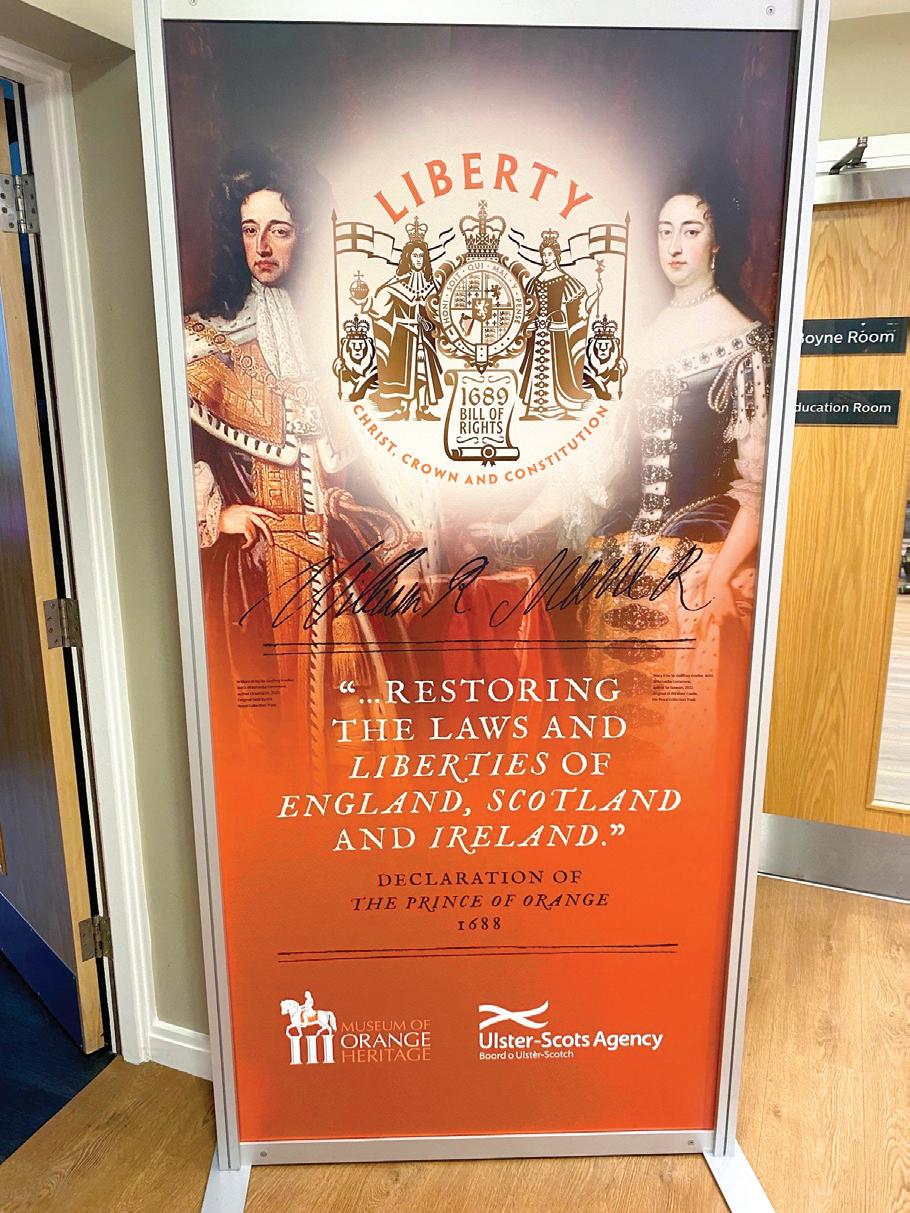 LIBERTY
HONI · SOIT · QUI · MAL · Y · PENSE
1689
BILL OF
RIGHTS
CHRIST, CROWN AND CONSTITUTION
William R Marie R
“...RESTORING
THE LAWS AND
LIBERTIES OF
ENGLAND, SCOTLAND
AND IRELAND.”
DECLARATION OF
THE PRINCE OF ORANGE
1688
MUSEUM OF
ORANGE
HERITAGE
Ulster-Scots Agency
Boord o Ulstèr-Scotch
Boyne Room
ducation Room